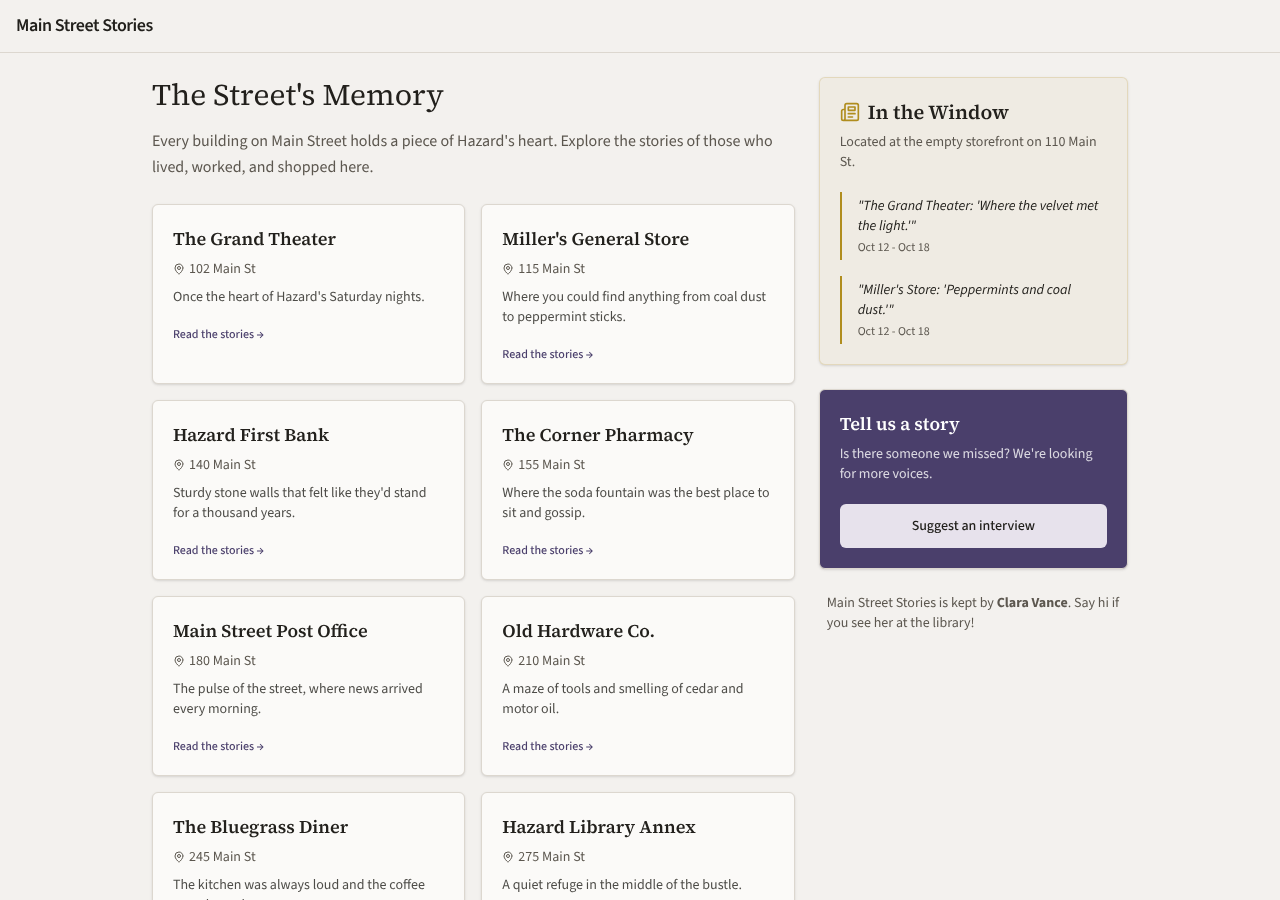 Main Street Stories
The Street's Memory
Every building on Main Street holds a piece of Hazard's heart. Explore the stories of those who
lived, worked, and shopped here.
The Grand Theater
102 Main St
Once the heart of Hazard's Saturday nights.
Read the stories →
Miller's General Store
115 Main St
Where you could find anything from coal dust
to peppermint sticks.
Read the stories →
Hazard First Bank
140 Main St
Sturdy stone walls that felt like they'd stand
for a thousand years.
Read the stories →
The Corner Pharmacy
155 Main St
Where the soda fountain was the best place to
sit and gossip.
Read the stories →
Main Street Post Office
180 Main St
The pulse of the street, where news arrived
every morning.
Read the stories →
Old Hardware Co.
210 Main St
A maze of tools and smelling of cedar and
motor oil.
Read the stories →
The Bluegrass Diner
245 Main St
The kitchen was always loud and the coffee
Hazard Library Annex
275 Main St
A quiet refuge in the middle of the bustle.
In the Window
Located at the empty storefront on 110 Main
St.
"The Grand Theater: 'Where the velvet met
the light.'"
Oct 12 - Oct 18
"Miller's Store: 'Peppermints and coal
dust.'"
Oct 12 - Oct 18
Tell us a story
Is there someone we missed? We're looking
for more voices.
Suggest an interview
Main Street Stories is kept by Clara Vance. Say hi if
you see her at the library!